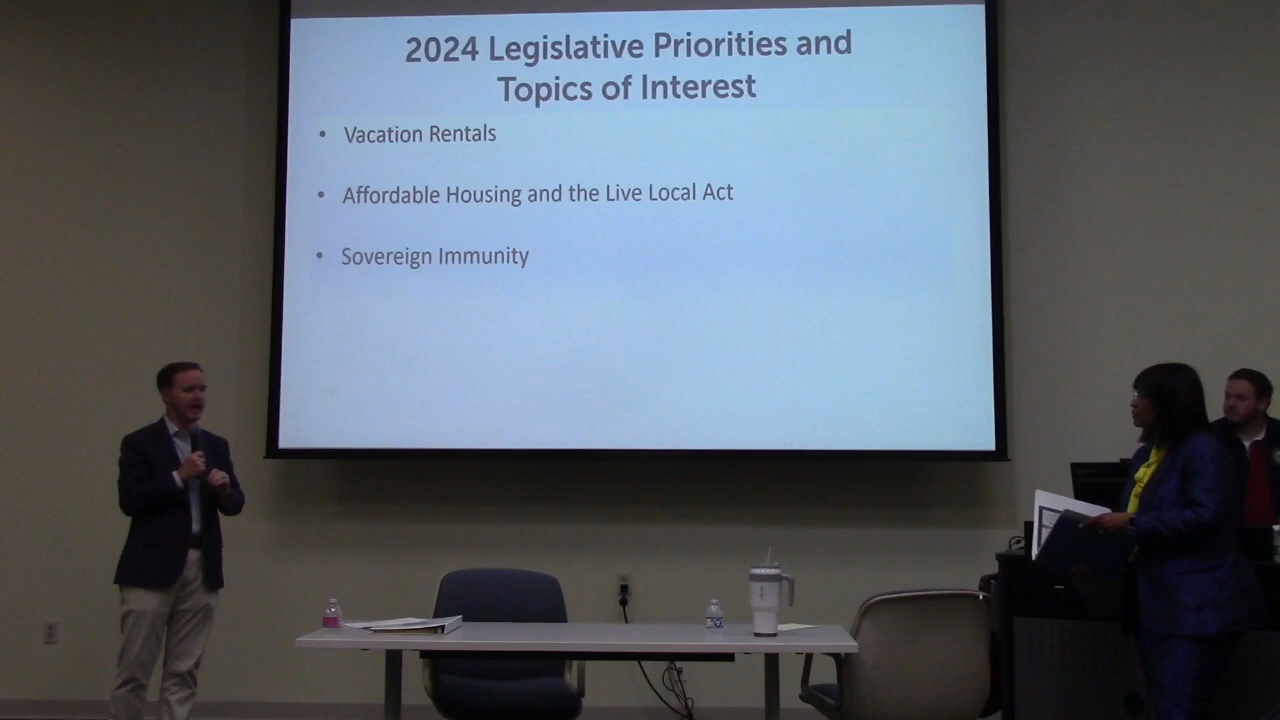 2024 Legislative Priorities and
Topics of Interest
• Vacation Rentals
• Affordable Housing and the Live Local Act
• Sovereign Immunity